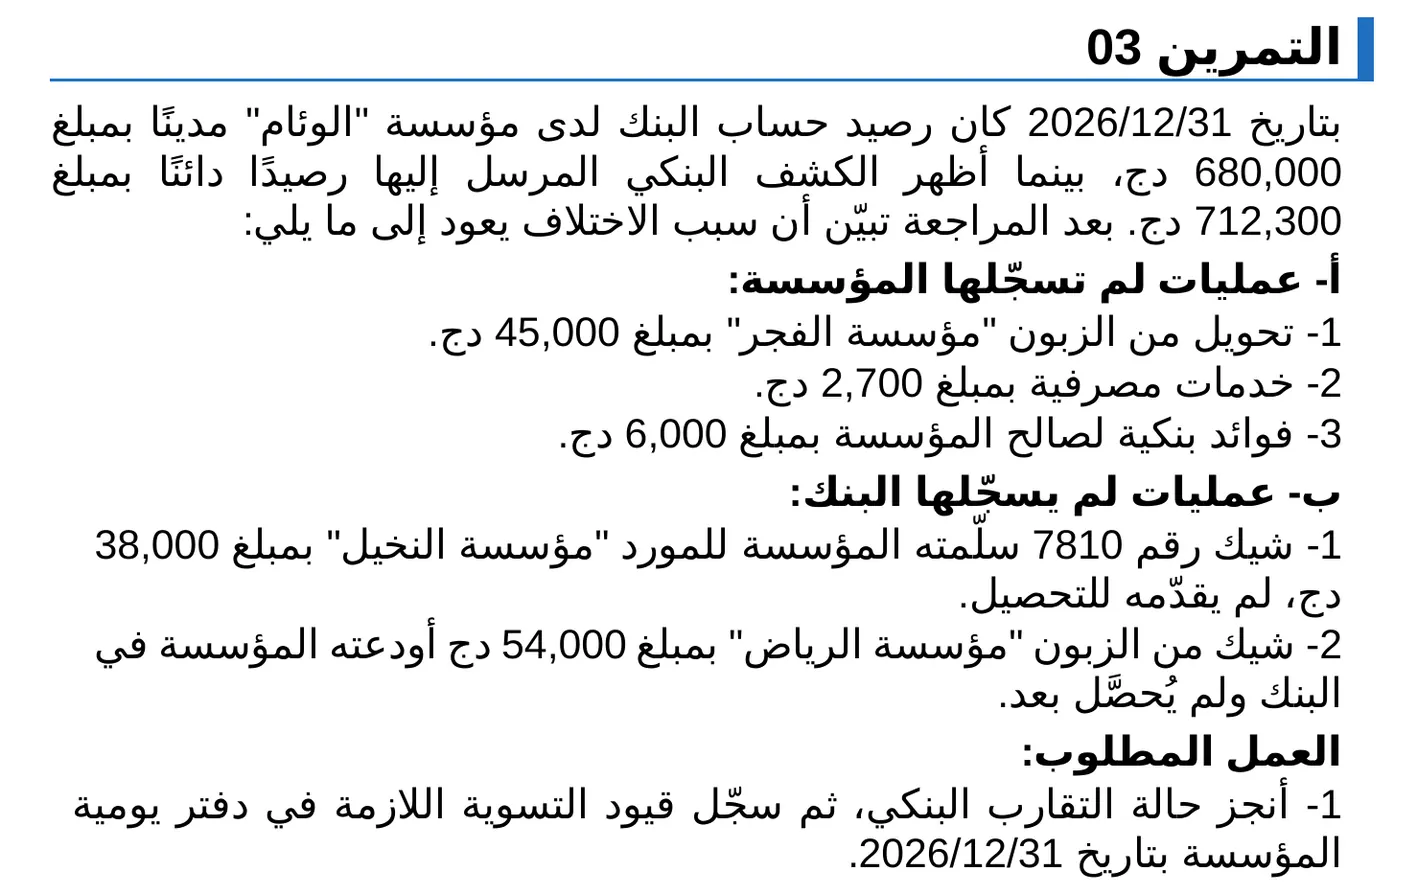 التمرين 03
بتاريخ 2026/12/31 كان رصيد حساب البنك لدى مؤسسة "الوئام" مدينًا بمبلغ
680,000 دج، بينما أظهر الكشف البنكي المرسل إليها رصيدًا دائنًا بمبلغ
712,300 دج. بعد المراجعة تبيّن أن سبب الاختلاف يعود إلى ما يلي:
أ- عمليات لم تسجّلها المؤسسة:
1- تحويل من الزبون "مؤسسة الفجر" بمبلغ 45,000 دج.
2- خدمات مصرفية بمبلغ 2,700 دج.
3- فوائد بنكية لصالح المؤسسة بمبلغ 6,000 دج.
ب- عمليات لم يسجّلها البنك:
1- شيك رقم 7810 سلّمته المؤسسة للمورد "مؤسسة النخيل" بمبلغ 38,000
دج، لم يقدّمه للتحصيل.
2- شيك من الزبون "مؤسسة الرياض" بمبلغ 54,000 دج أودعته المؤسسة في
البنك ولم يُحصَّل بعد.
العمل المطلوب:
1- أنجز حالة التقارب البنكي، ثم سجّل قيود التسوية اللازمة في دفتر يومية
المؤسسة بتاريخ 2026/12/31.